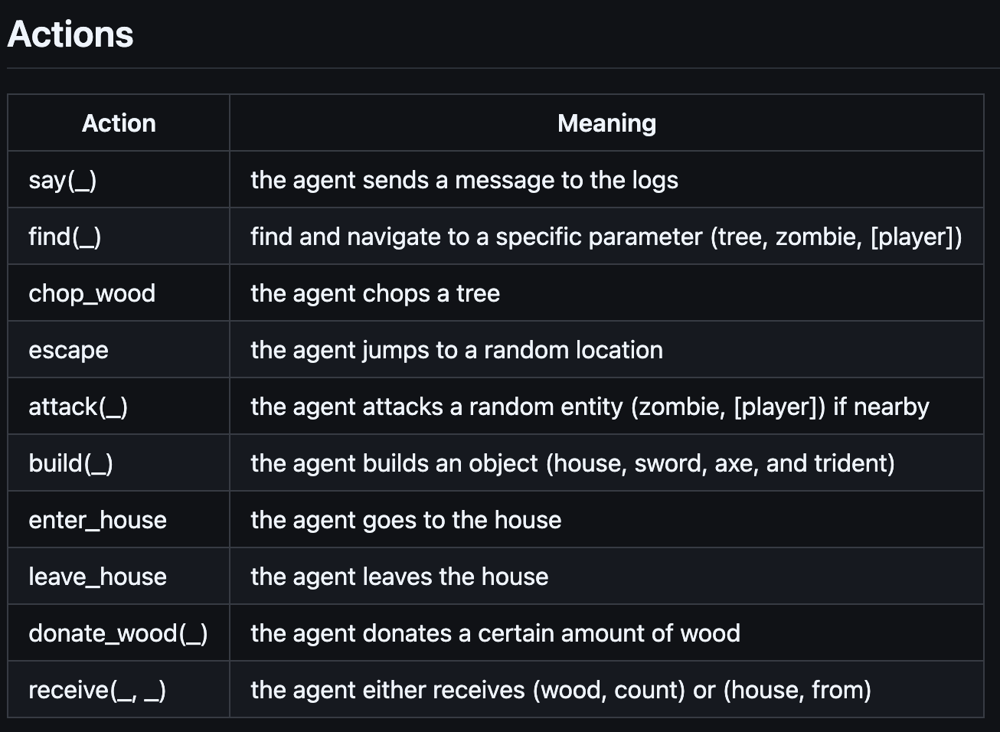 Actions
Action Meaning
say(_) the agent sends a message to the logs
find(_) find and navigate to a specific parameter (tree, zombie, [player])
chop_wood the agent chops a tree
escape the agent jumps to a random location
attack(_) the agent attacks a random entity (zombie, [player]) if nearby
build(_) the agent builds an object (house, sword, axe, and trident)
enter_house the agent goes to the house
leave_house the agent leaves the house
donate_wood(_) the agent donates a certain amount of wood
receive(_, _) the agent either receives (wood, count) or (house, from)